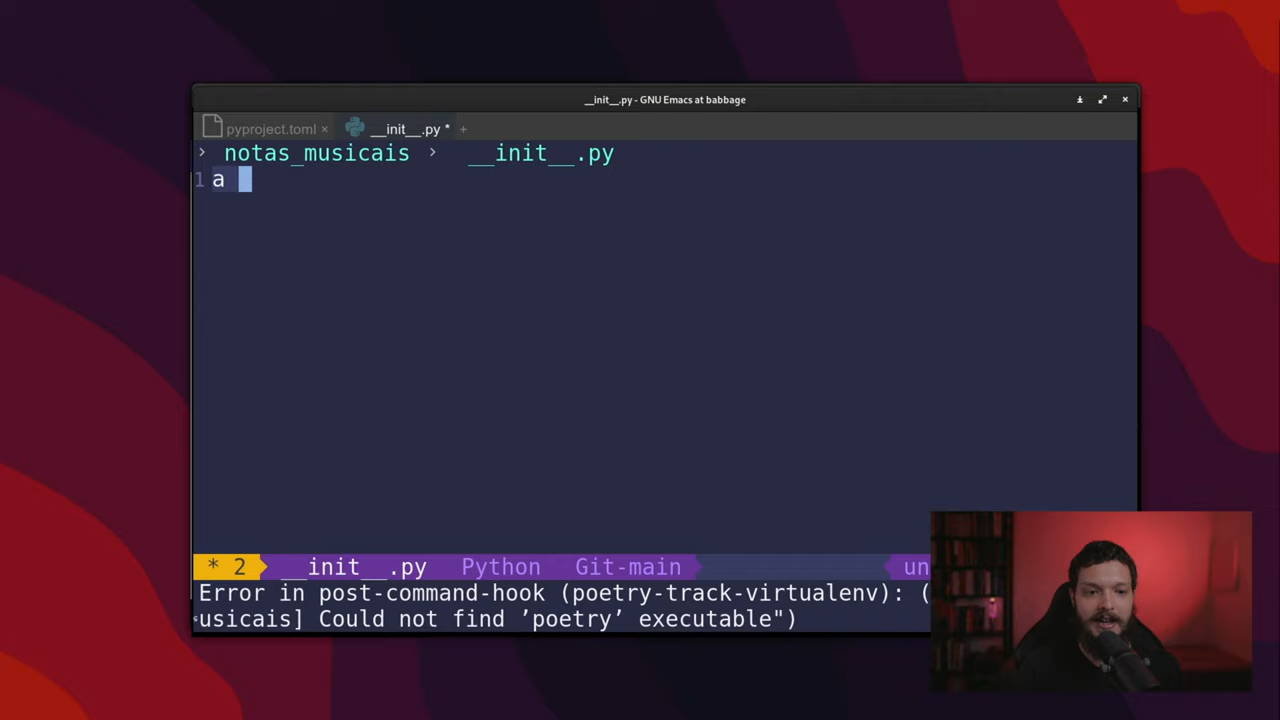 __init__.py - GNU Emacs at babbage
pyproject.toml × __init__.py * +
› notas_musicais › __init__.py
1 a
* 2 __init__.py Python Git-main un
Error in post-command-hook (poetry-track-virtualenv): (
usicais] Could not find ’poetry’ executable")